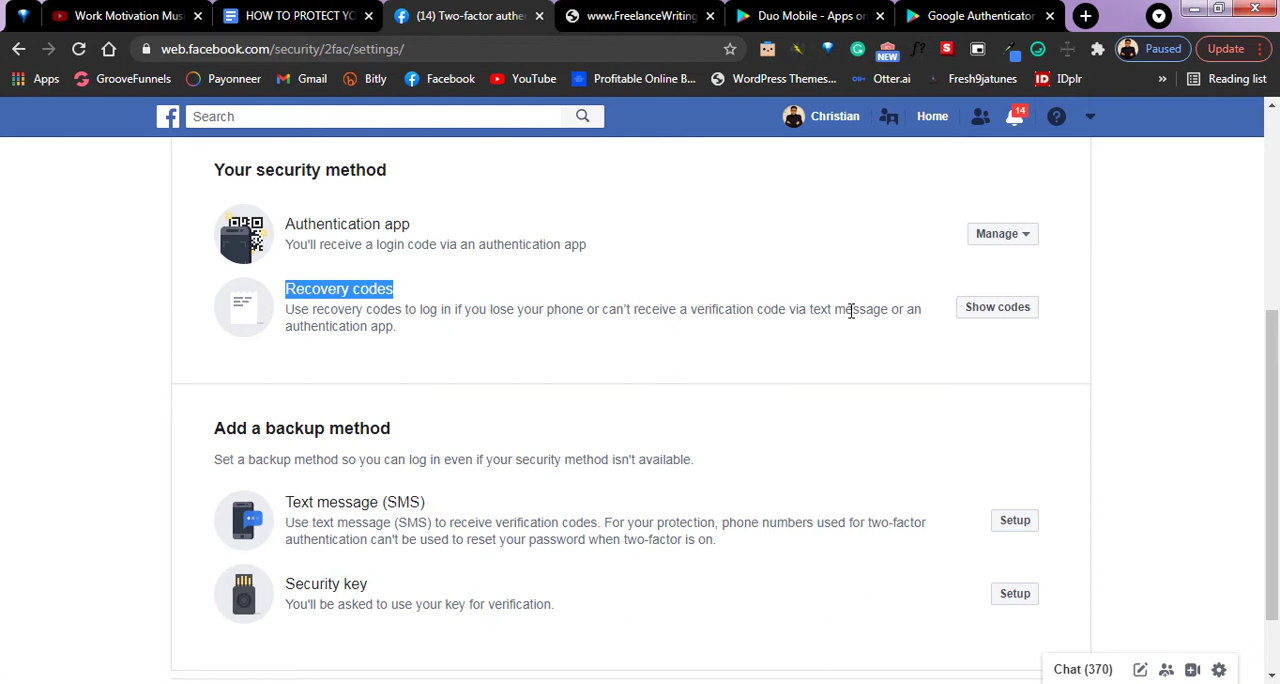 Work Motivation Mus
HOW TO PROTECT YO
(14) Two-factor authe
www.FreelanceWriting
Duo Mobile - Apps o
Google Authenticator
web.facebook.com/security/2fac/settings/
NEW
S
f?
Paused
Update
Apps
GrooveFunnels
Payonneer
Gmail
Bitly
Facebook
YouTube
Profitable Online B...
WordPress Themes...
Otter.ai
Fresh9jatunes
ID
IDplr
»
Reading list
Search
Christian
Home
14
Your security method
Authentication app
You'll receive a login code via an authentication app
Manage
Recovery codes
Use recovery codes to log in if you lose your phone or can't receive a verification code via text message or an
authentication app.
Show codes
Add a backup method
Set a backup method so you can log in even if your security method isn't available.
Text message (SMS)
Use text message (SMS) to receive verification codes. For your protection, phone numbers used for two-factor
authentication can't be used to reset your password when two-factor is on.
Setup
Security key
You'll be asked to use your key for verification.
Setup
Chat (370)